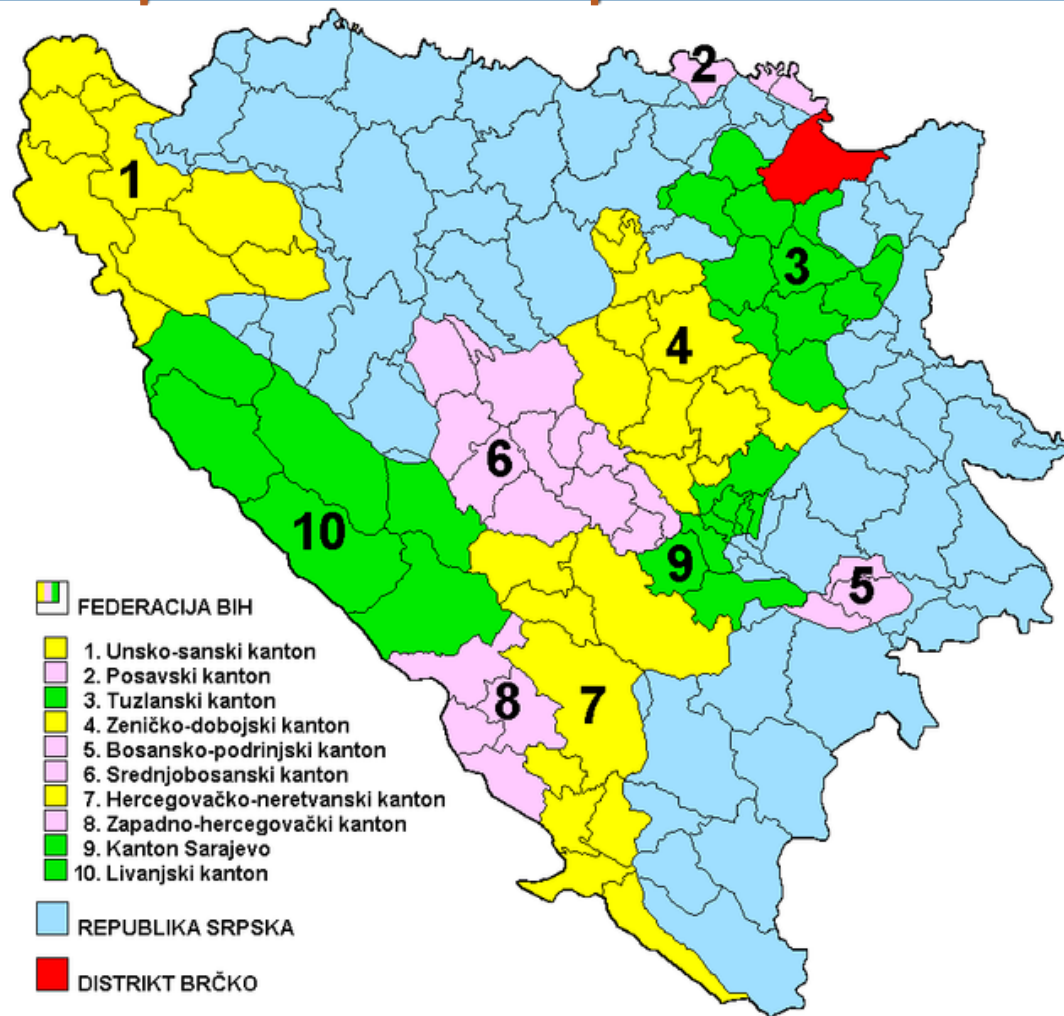 2
1
3
4
6
10
9
5
8
7
FEDERACIJA BIH
1. Unsko-sanski kanton
2. Posavski kanton
3. Tuzlanski kanton
4. Zeničko-dobojski kanton
5. Bosansko-podrinjski kanton
6. Srednjobosanski kanton
7. Hercegovačko-neretvanski kanton
8. Zapadno-hercegovački kanton
9. Kanton Sarajevo
10. Livanjski kanton
REPUBLIKA SRPSKA
DISTRIKT BRČKO